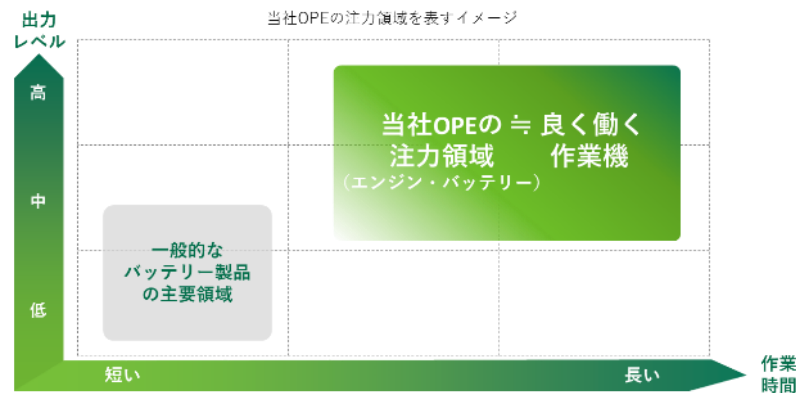 当社OPEの注力領域を表すイメージ
出力
レベル
高
中
低
当社OPEの ≒ 良く働く
注力領域 作業機
（エンジン・バッテリー）
一般的な
バッテリー製品
の主要領域
短い
長い
作業
時間